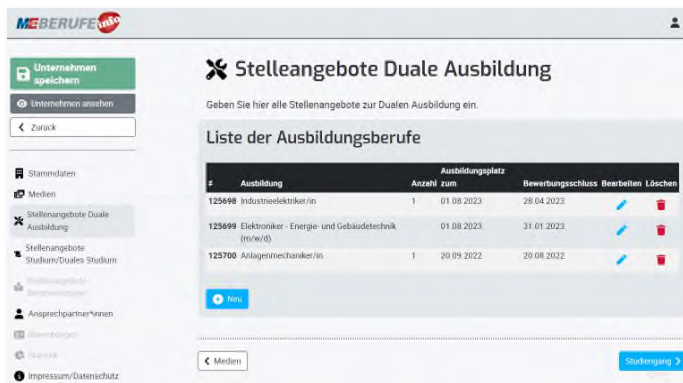 MEBERUFE info
Unternehmen
speichern
Unternehmen ansehen
Zurück
Stammdaten
Medien
Stellenangebote Duale
Ausbildung
Stellenangebote
Studium/Duales Studium
Ansprechpartner*innen
Impressum/Datenschutz
Stelleangebote Duale Ausbildung
Geben Sie hier alle Stellenangebote zur Dualen Ausbildung ein.
Liste der Ausbildungsberufe
Ausbildungsplatz
# Ausbildung Anzahl zum Bewerbungsschluss Bearbeiten Löschen
125698 Industrieelektriker/in 1 01.08.2023 28.04.2023
125699 Elektroniker - Energie- und Gebäudetechnik 01.08.2023 31.01.2023
(m/w/d)
125700 Anlagenmechaniker/in 1 20.09.2022 20.08.2022
Neu
Medien
Studiengang